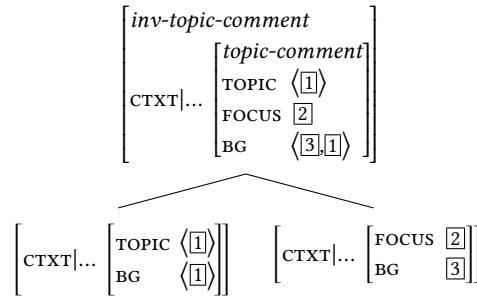 inv-topic-comment
topic-comment
TOPIC ⟨1⟩
CTXT|... FOCUS 2
BG ⟨3,1⟩
CTXT|... TOPIC ⟨1⟩
BG ⟨1⟩
CTXT|... FOCUS 2
BG 3